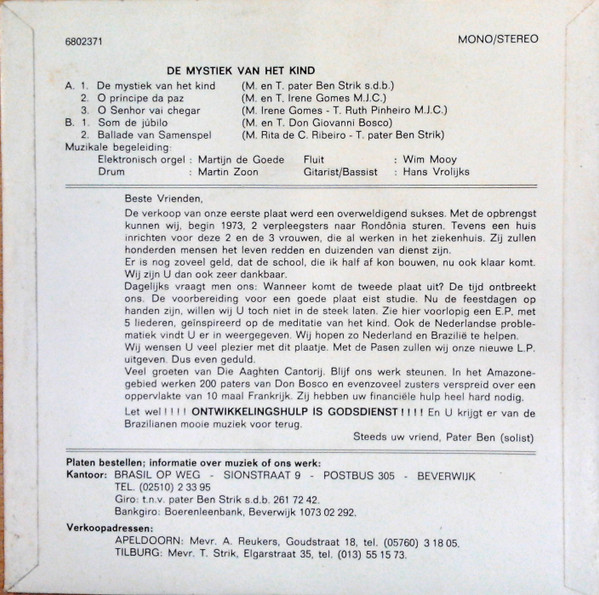 6802371 MONO/STEREO
DE MYSTIEK VAN HET KIND
A. 1. De mystiek van het kind (M. en T. pater Ben Strik s.d.b.)
2. O principe da paz (M. en T, Irene Gomes M.J.C.)
3. O Senhor vai chegar (M. Irene Gomes - T. Ruth Pinheiro M.J.C.)
B. 1. Som de júbilo (M. en T. Don Giovanni Bosco)
2. Ballade van Samenspel (M. Rita de C. Ribeiro - T. pater Ben Strik)
Muzikale begeleiding:
Elektronisch orgel : Martijn de Goede Fluit : Wim Mooy
Drum : Martin Zoon Gitarist/Bassist : Hans Vrolijks
Beste Vrienden,
De verkoop van onze eerste plaat werd een overweldigend sukses. Met de opbrengst
kunnen wij, begin 1973, 2 verpleegsters naar Rondônia sturen. Tevens een huis
inrichten voor deze 2 en de 3 vrouwen, die al werken in het ziekenhuis. Zij zullen
honderden mensen het leven redden en duizenden van dienst zijn.
Er is nog zoveel geld, dat de school, die ik half af kon bouwen, nu ook klaar komt.
Wij zijn U dan ook zeer dankbaar.
Dagelijks vraagt men ons: Wanneer komt de tweede plaat uit? De tijd ontbreekt
ons. De voorbereiding voor een goede plaat eist studie. Nu de feestdagen op
handen zijn, willen wij U toch niet in de steek laten. Zie hier voorlopig een E.P. met
5 liederen, geïnspireerd op de meditatie van het kind. Ook de Nederlandse proble-
matiek vindt U er in weergegeven. Wij hopen zo Nederland en Brazilië te helpen.
Wij wensen U veel plezier met dit plaatje. Met de Pasen zullen wij onze nieuwe L.P.
uitgeven. Dus even geduld.
Veel groeten van Die Aaghten Cantorij. Blijf ons werk steunen. In het Amazone-
gebied werken 200 paters van Don Bosco en evenzoveel zusters verspreid over een
oppervlakte van 10 maal Frankrijk. Zij hebben uw financiële hulp heel hard nodig.
Let wel!!!! ONTWIKKELINGSHULP IS GODSDIENST!!!! En U krijgt er van de
Brazilianen mooie muziek voor terug.
Steeds uw vriend, Pater Ben (solist)
Platen bestellen; informatie over muziek of ons werk:
Kantoor: BRASIL OP WEG - SIONSTRAAT 9 - POSTBUS 305 - BEVERWIJK
TEL. (02510) 2 33 95
Giro: t.n.v. pater Ben Strik s.d.b. 261 72 42.
Bankgiro: Boerenleenbank, Beverwijk 1073 02 292.
Verkoopadressen:
APELDOORN: Mevr. A. Reukers, Goudstraat 18, tel. (05760) 3 18 05.
TILBURG: Mevr. T. Strik, Elgarstraat 35, tel. (013) 55 15 73.